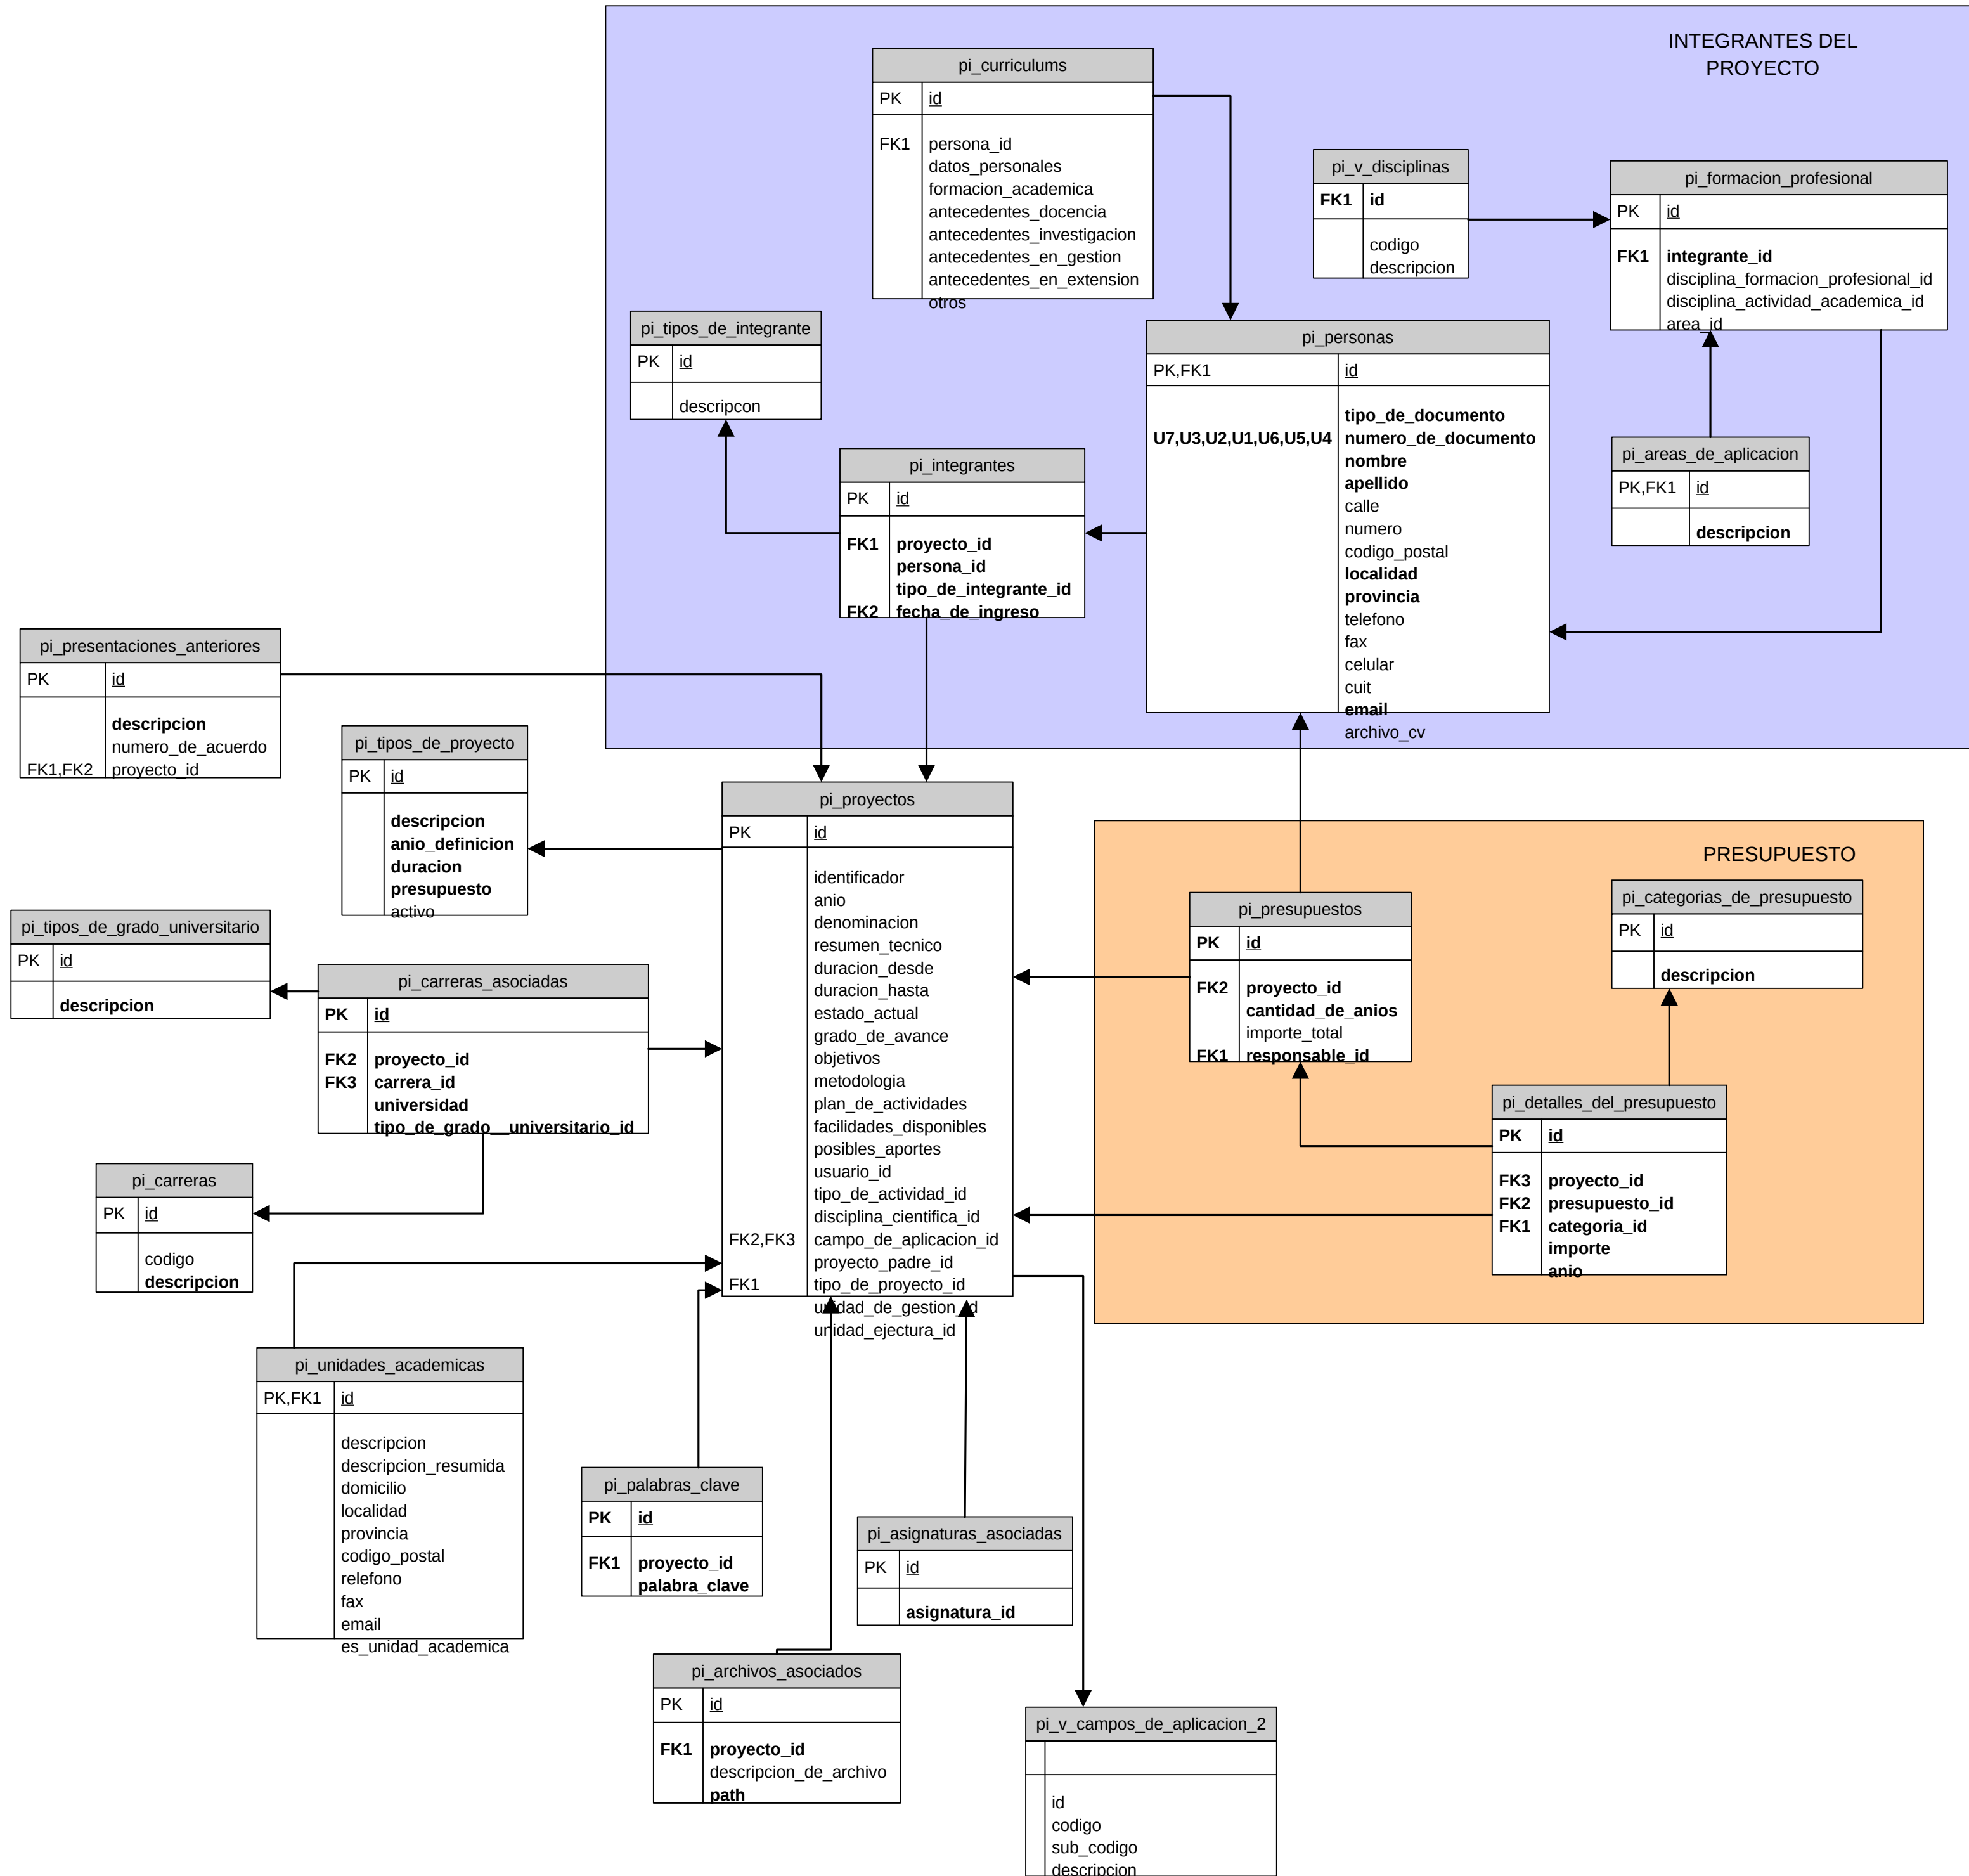 INTEGRANTES DEL
PROYECTO
pi_curriculums
PK id
FK1 persona_id
datos_personales
formacion_academica
antecedentes_docencia
antecedentes_investigacion
antecedentes_en_gestion
antecedentes_en_extension
otros
pi_v_disciplinas
FK1 id
codigo
descripcion
pi_formacion_profesional
PK id
FK1 integrante_id
disciplina_formacion_profesional_id
disciplina_actividad_academica_id
area_id
pi_tipos_de_integrante
PK id
descripcon
pi_personas
PK,FK1 id
tipo_de_documento
U7,U3,U2,U1,U6,U5,U4 numero_de_documento
nombre
apellido
calle
numero
codigo_postal
localidad
provincia
telefono
fax
celular
cuit
email
archivo_cv
pi_areas_de_aplicacion
PK,FK1 id
descripcion
pi_integrantes
PK id
FK1 proyecto_id
persona_id
tipo_de_integrante_id
FK2 fecha_de_ingreso
pi_presentaciones_anteriores
PK id
descripcion
numero_de_acuerdo
FK1,FK2 proyecto_id
pi_tipos_de_proyecto
PK id
descripcion
anio_definicion
duracion
presupuesto
activo
pi_proyectos
PK id
identificador
anio
denominacion
resumen_tecnico
duracion_desde
duracion_hasta
estado_actual
grado_de_avance
objetivos
metodologia
plan_de_actividades
facilidades_disponibles
posibles_aportes
usuario_id
tipo_de_actividad_id
disciplina_cientifica_id
FK2,FK3 campo_de_aplicacion_id
proyecto_padre_id
FK1 tipo_de_proyecto_id
unidad_de_gestion_id
unidad_ejectura_id
PRESUPUESTO
pi_presupuestos
PK id
FK2 proyecto_id
cantidad_de_anios
importe_total
FK1 responsable_id
pi_categorias_de_presupuesto
PK id
descripcion
pi_detalles_del_presupuesto
PK id
FK3 proyecto_id
FK2 presupuesto_id
FK1 categoria_id
importe
anio
pi_tipos_de_grado_universitario
PK id
descripcion
pi_carreras_asociadas
PK id
FK2 proyecto_id
FK3 carrera_id
universidad
tipo_de_grado__universitario_id
pi_carreras
PK id
codigo
descripcion
pi_unidades_academicas
PK,FK1 id
descripcion
descripcion_resumida
domicilio
localidad
provincia
codigo_postal
relefono
fax
email
es_unidad_academica
pi_palabras_clave
PK id
FK1 proyecto_id
palabra_clave
pi_asignaturas_asociadas
PK id
asignatura_id
pi_archivos_asociados
PK id
FK1 proyecto_id
descripcion_de_archivo
path
pi_v_campos_de_aplicacion_2
id
codigo
sub_codigo
descripcion